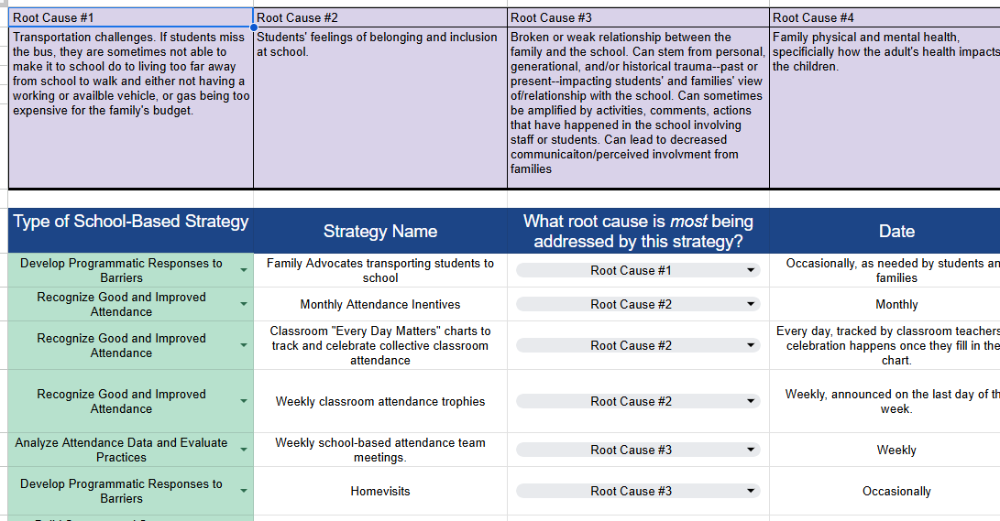 Root Cause #1
Root Cause #2
Root Cause #3
Root Cause #4
Transportation challenges. If students miss
the bus, they are sometimes not able to
make it to school do to living too far away
from school to walk and either not having a
working or availble vehicle, or gas being too
expensive for the family's budget.
Students' feelings of belonging and inclusion
at school.
Broken or weak relationship between the
family and the school. Can stem from personal,
generational, and/or historical trauma--past or
present--impacting students' and families' view
of/relationship with the school. Can sometimes
be amplified by activities, comments, actions
that have happened in the school involving
staff or students. Can lead to decreased
communicaiton/perceived involvment from
families
Family physical and mental health,
specificially how the adult's health impacts
the children.
Type of School-Based Strategy
Strategy Name
What root cause is most being
addressed by this strategy?
Date
Develop Programmatic Responses to
Barriers
Family Advocates transporting students to
school
Root Cause #1
Occasionally, as needed by students an
families
Recognize Good and Improved
Attendance
Monthly Attendance Inentives
Root Cause #2
Monthly
Recognize Good and Improved
Attendance
Classroom "Every Day Matters" charts to
track and celebrate collective classroom
attendance
Root Cause #2
Every day, tracked by classroom teachers
celebration happens once they fill in the
chart.
Recognize Good and Improved
Attendance
Weekly classroom attendance trophies
Root Cause #2
Weekly, announced on the last day of th
week.
Analyze Attendance Data and Evaluate
Practices
Weekly school-based attendance team
meetings.
Root Cause #3
Weekly
Develop Programmatic Responses to
Barriers
Homevisits
Root Cause #3
Occasionally